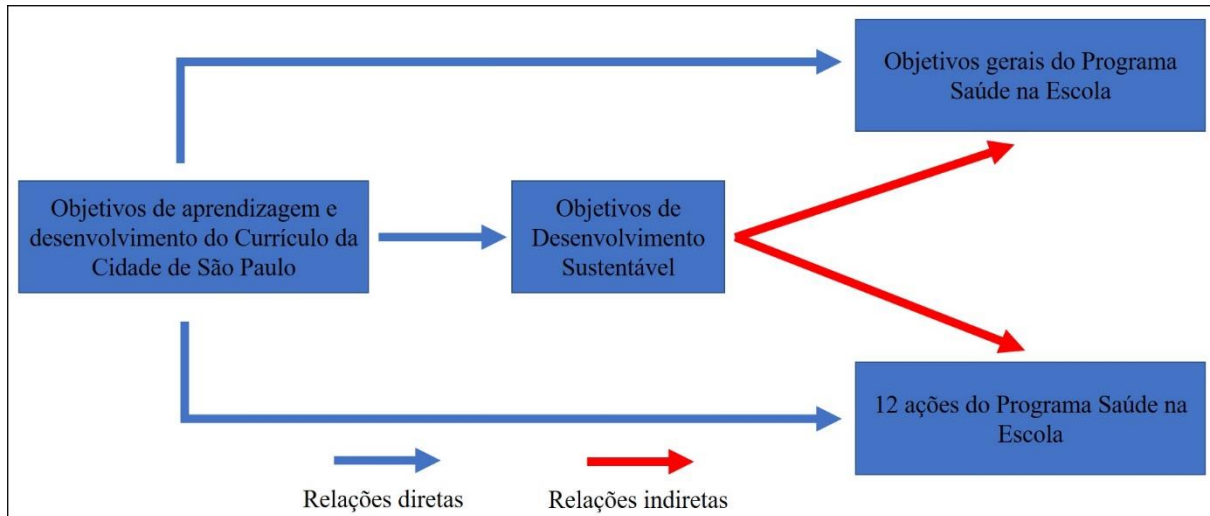 Objetivos gerais do Programa
Saúde na Escola
Objetivos de aprendizagem e
desenvolvimento do Currículo da
Cidade de São Paulo
Objetivos de
Desenvolvimento
Sustentável
12 ações do Programa Saúde na
Escola
Relações diretas
Relações indiretas